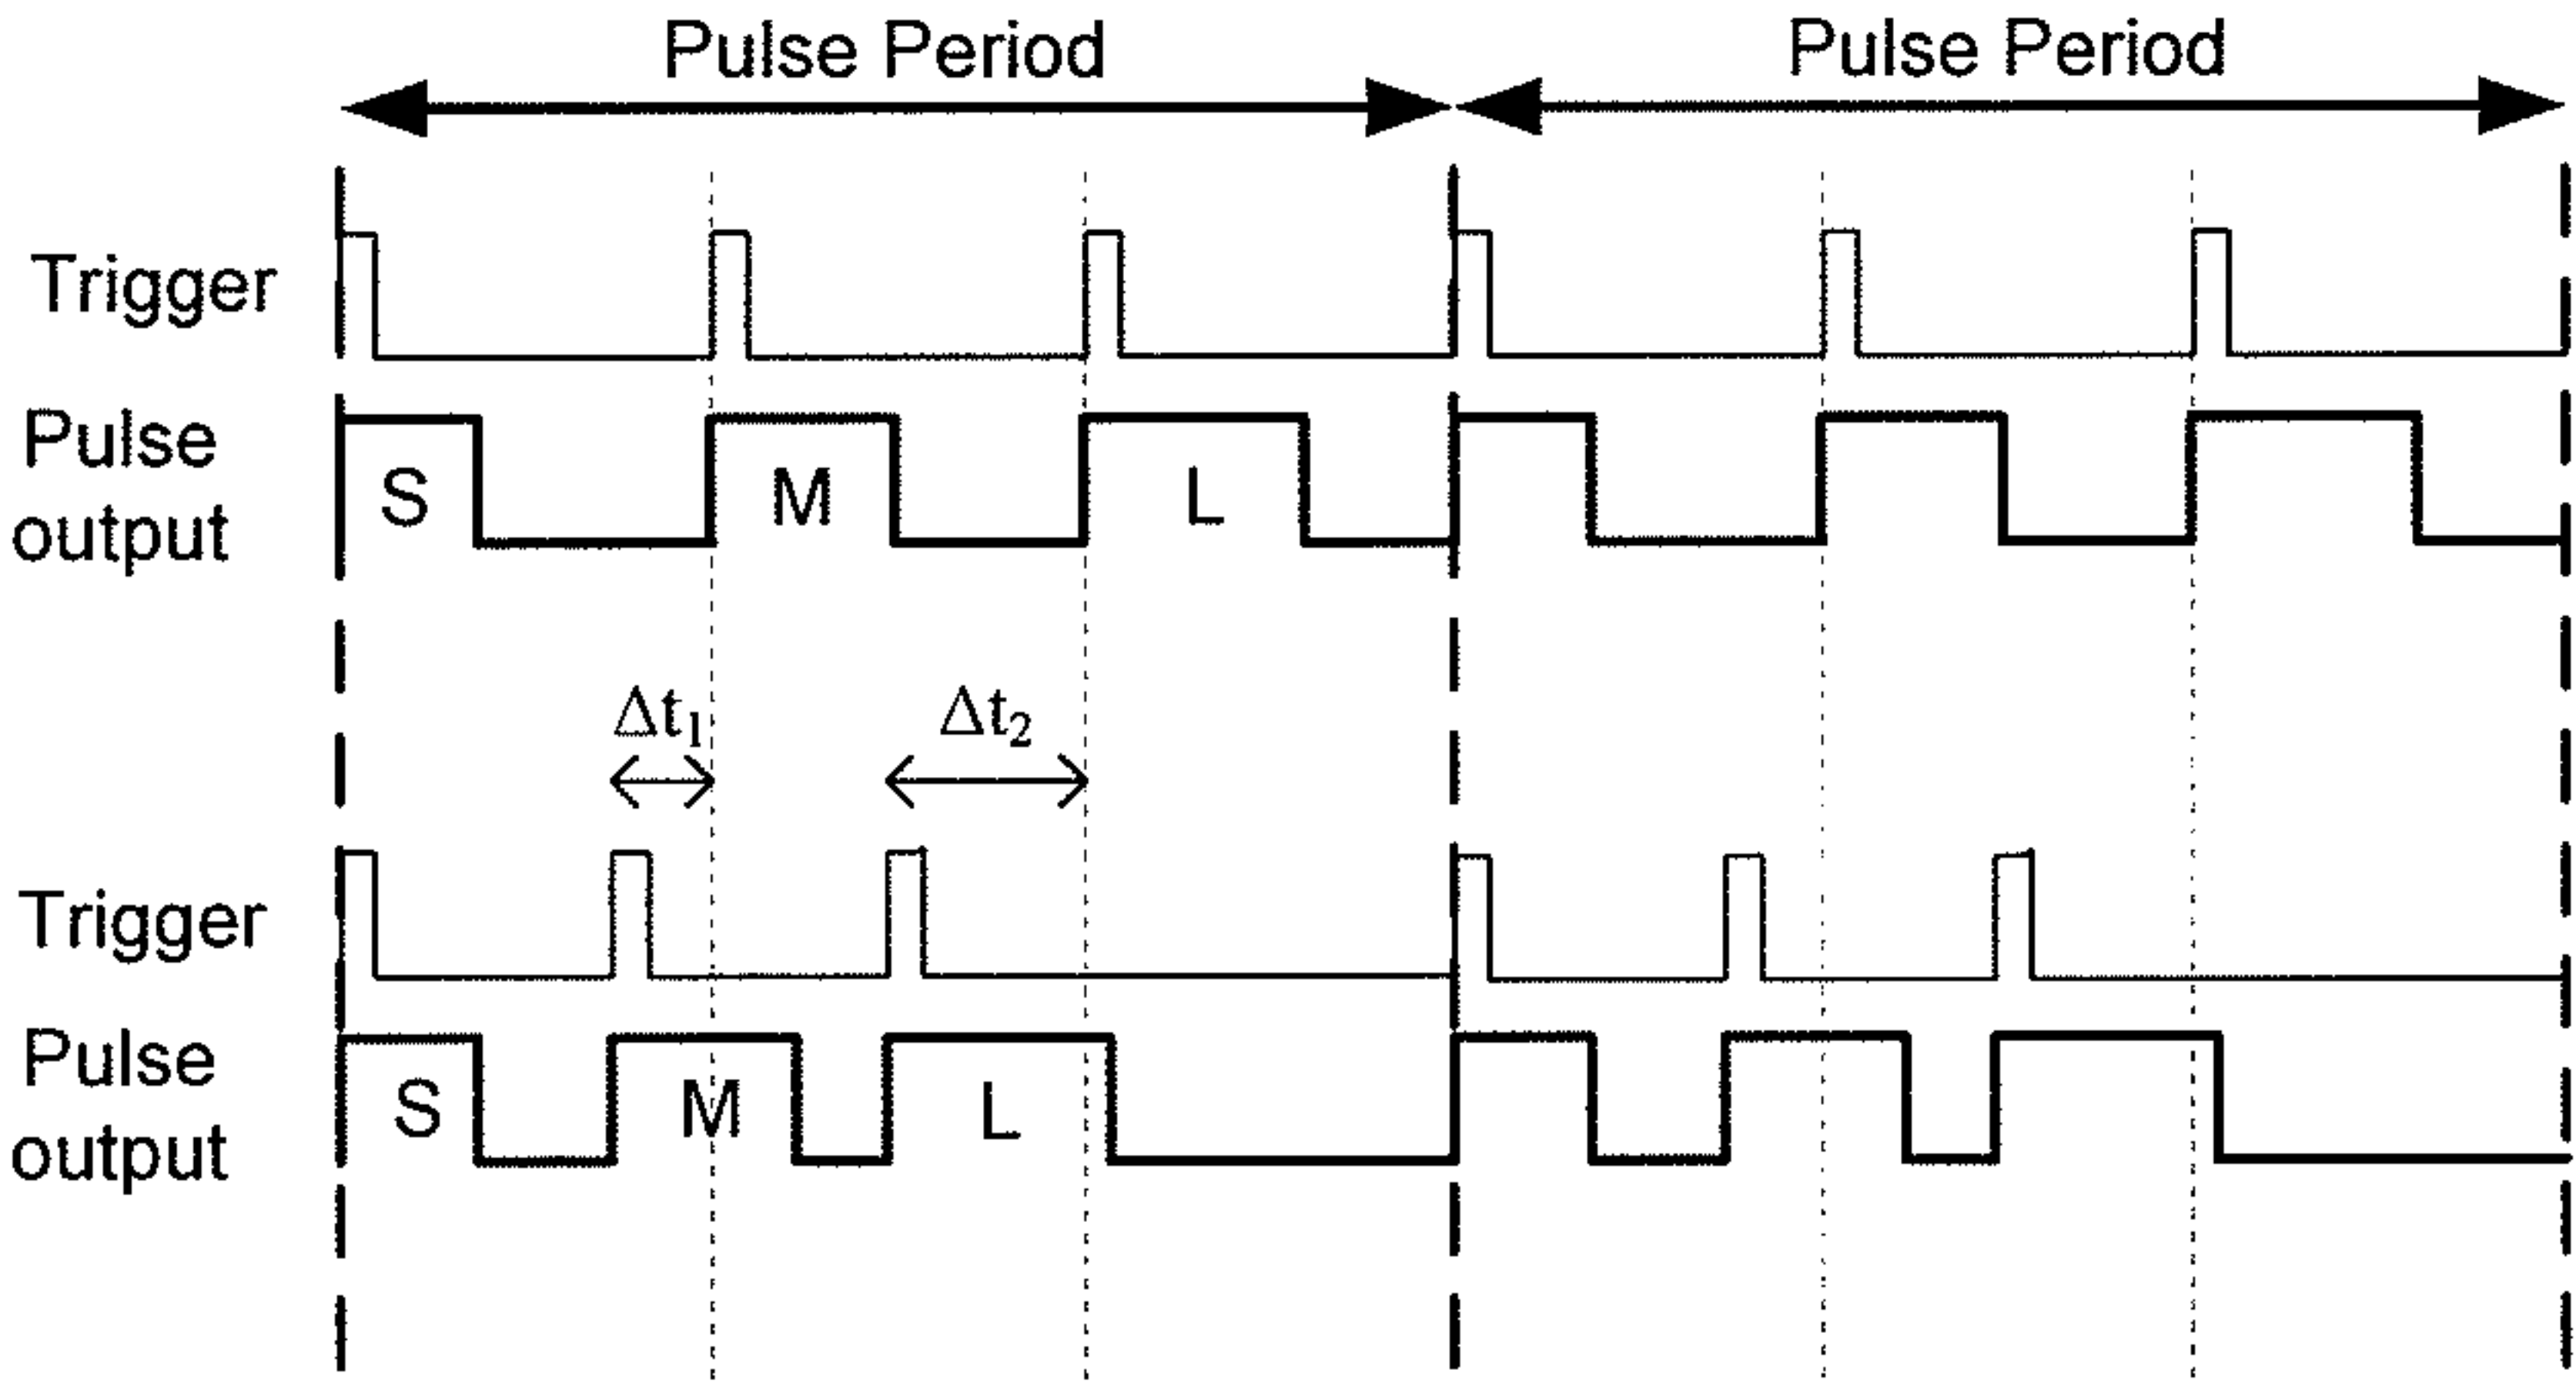 Pulse Period Pulse Period
Trigger
Pulse
output
S M L
Δt₁ Δt₂
Trigger
Pulse
output
S M L